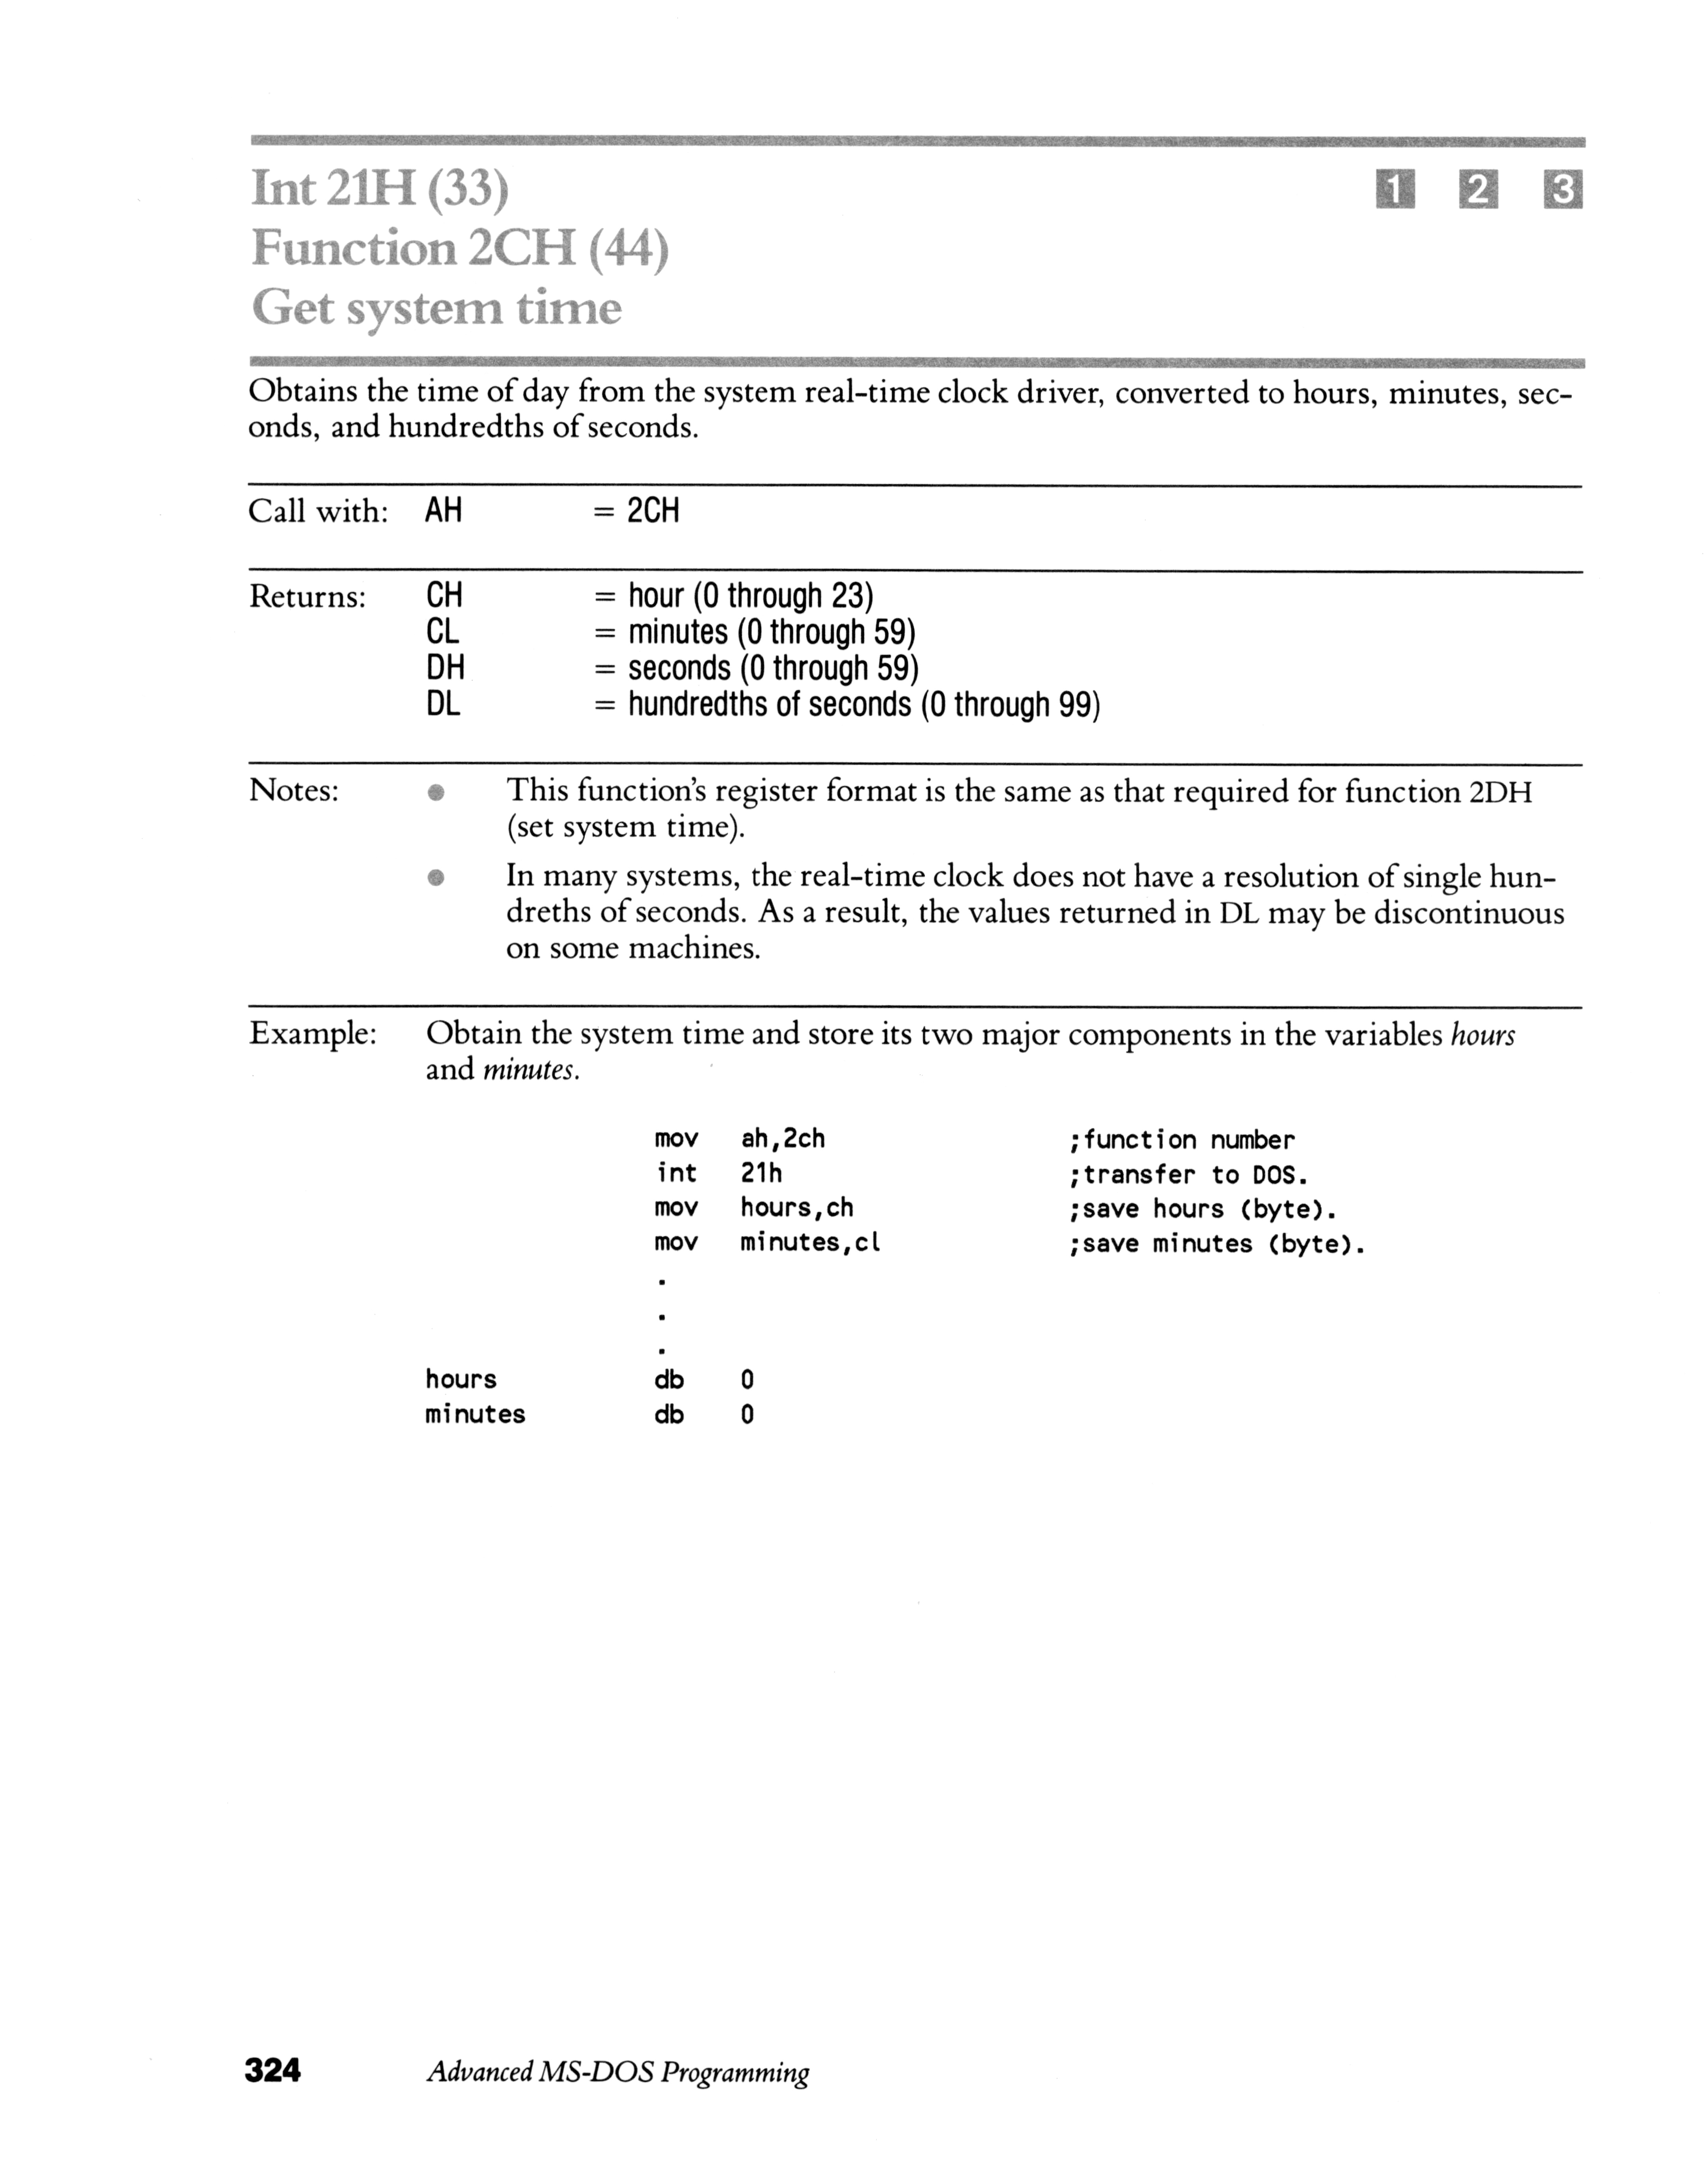 Int 21H (33)
1 2 3
Function 2CH (44)
Get system time
Obtains the time of day from the system real-time clock driver, converted to hours, minutes, sec-
onds, and hundredths of seconds.
Call with: AH = 2CH
Returns: CH = hour (0 through 23)
CL = minutes (0 through 59)
DH = seconds (0 through 59)
DL = hundredths of seconds (0 through 99)
Notes: ● This function's register format is the same as that required for function 2DH
(set system time).
● In many systems, the real-time clock does not have a resolution of single hun-
dreths of seconds. As a result, the values returned in DL may be discontinuous
on some machines.
Example: Obtain the system time and store its two major components in the variables hours
and minutes.
mov ah,2ch ;function number
int 21h ;transfer to DOS.
mov hours,ch ;save hours (byte).
mov minutes,cl ;save minutes (byte).
.
.
.
hours db 0
minutes db 0
324 Advanced MS-DOS Programming